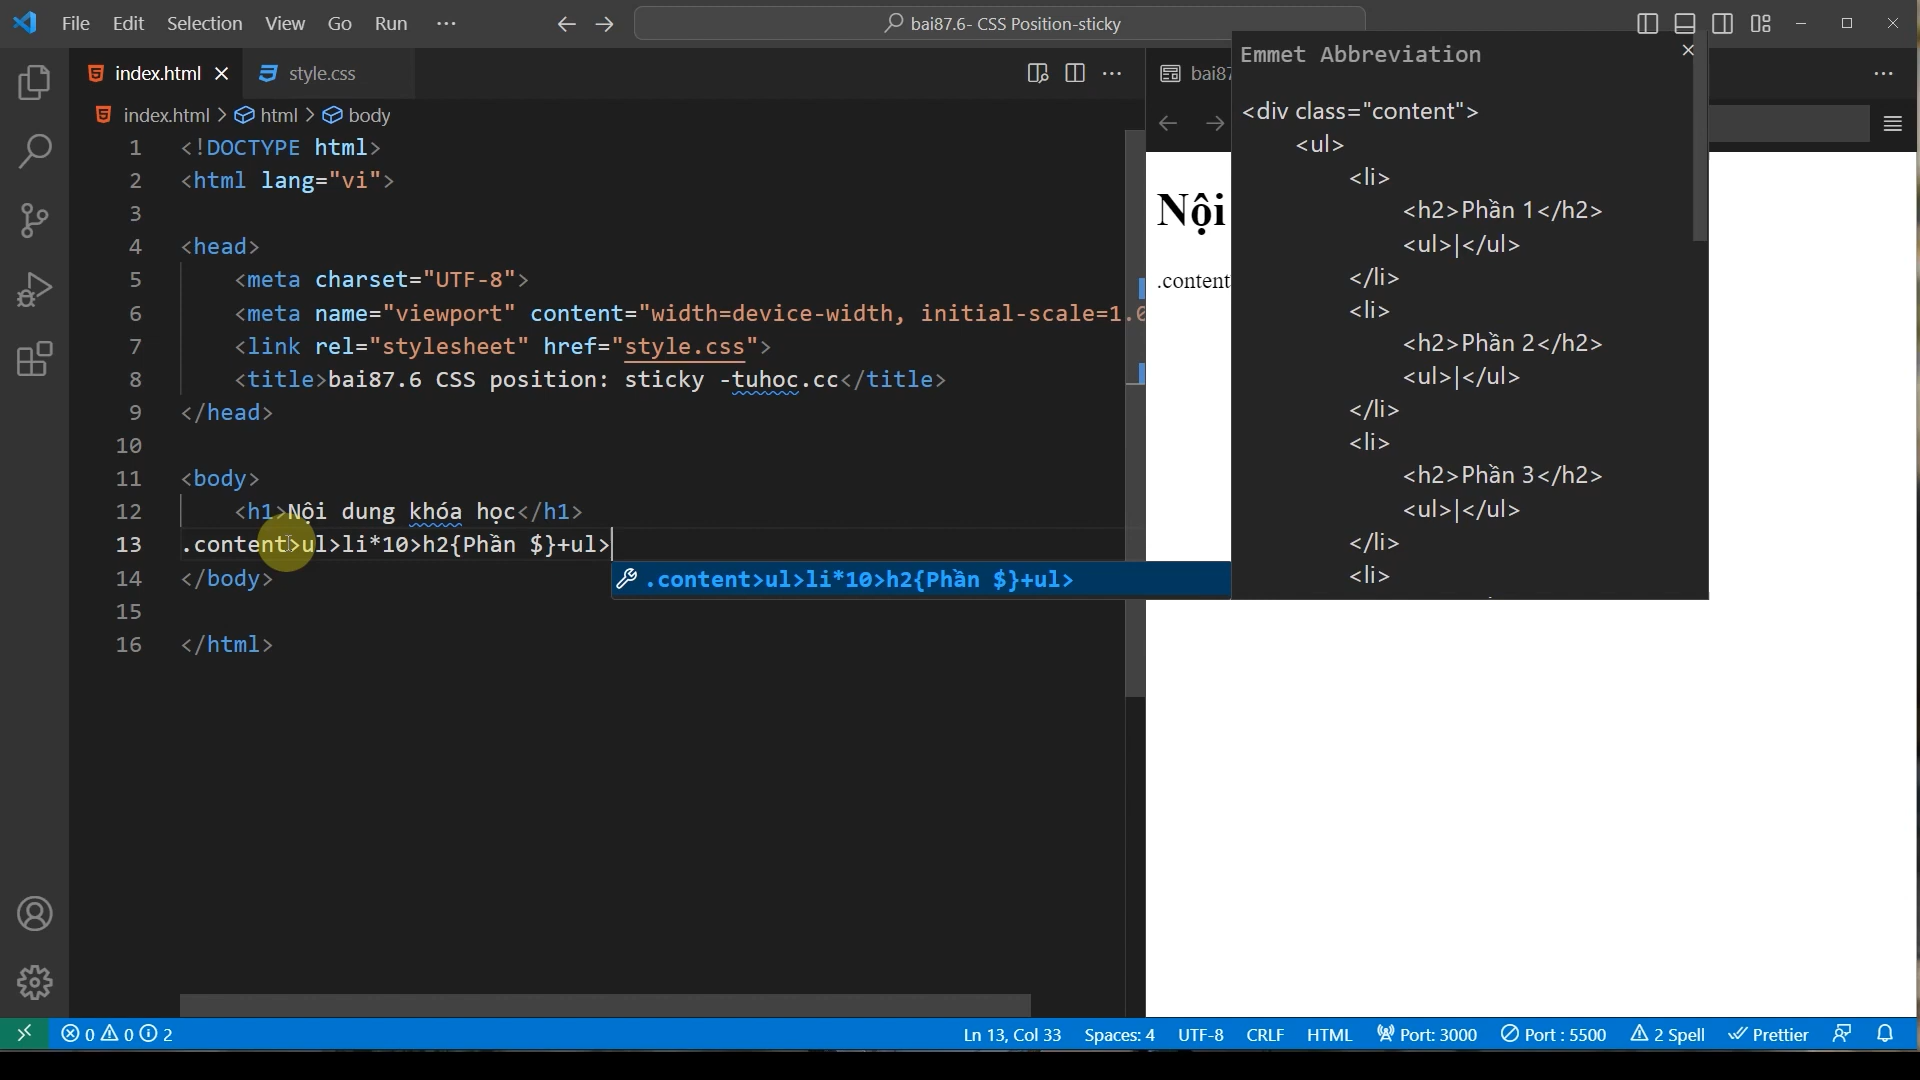 File Edit Selection View Go Run ···
bai87.6- CSS Position-sticky
index.html
style.css
bai87
index.html > html > body
1 <!DOCTYPE html>
2 <html lang="vi">
3
4 <head>
5 <meta charset="UTF-8">
6 <meta name="viewport" content="width=device-width, initial-scale=1.0
7 <link rel="stylesheet" href="style.css">
8 <title>bai87.6 CSS position: sticky -tuhoc.cc</title>
9 </head>
10
11 <body>
12 <h1>Nội dung khóa học</h1>
13 .content>ul>li*10>h2{Phần $}+ul>
.content>ul>li*10>h2{Phần $}+ul>
14 </body>
15
16 </html>
Emmet Abbreviation
<div class="content">
<ul>
<li>
<h2>Phần 1</h2>
<ul>|</ul>
</li>
<li>
<h2>Phần 2</h2>
<ul>|</ul>
</li>
<li>
<h2>Phần 3</h2>
<ul>|</ul>
</li>
<li>
Nội
.content
0 0 2
Ln 13, Col 33 Spaces: 4 UTF-8 CRLF HTML Port: 3000 Port : 5500 2 Spell Prettier